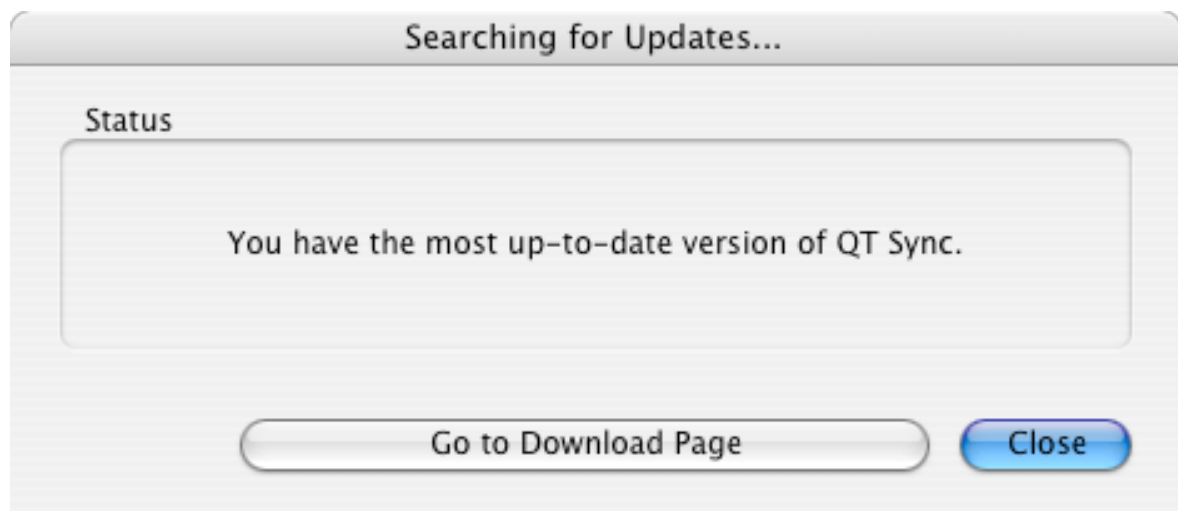 Searching for Updates...
Status
You have the most up-to-date version of QT Sync.
Go to Download Page
Close